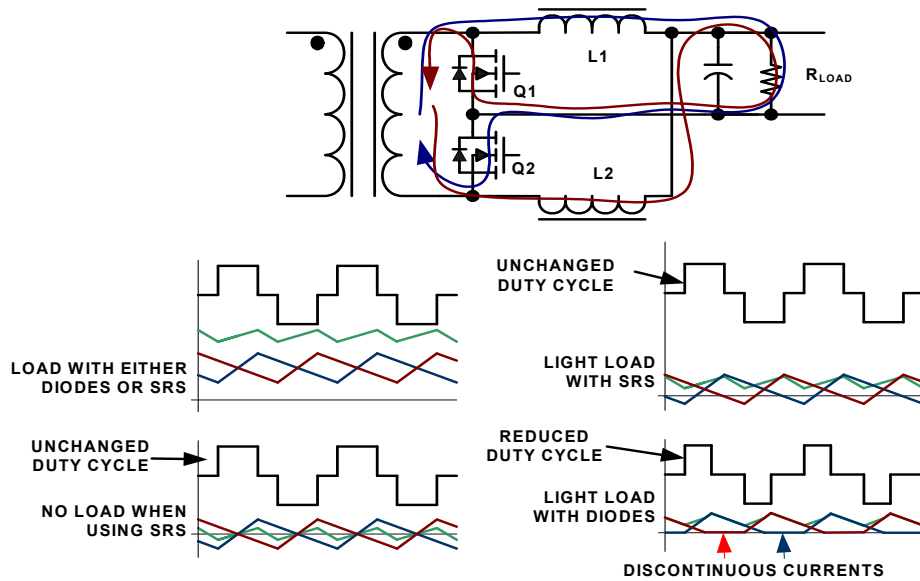 L1
R LOAD
Q1
Q2
L2
UNCHANGED
DUTY CYCLE
LOAD WITH EITHER
DIODES OR SRS
LIGHT LOAD
WITH SRS
UNCHANGED
DUTY CYCLE
REDUCED
DUTY CYCLE
NO LOAD WHEN
USING SRS
LIGHT LOAD
WITH DIODES
DISCONTINUOUS CURRENTS